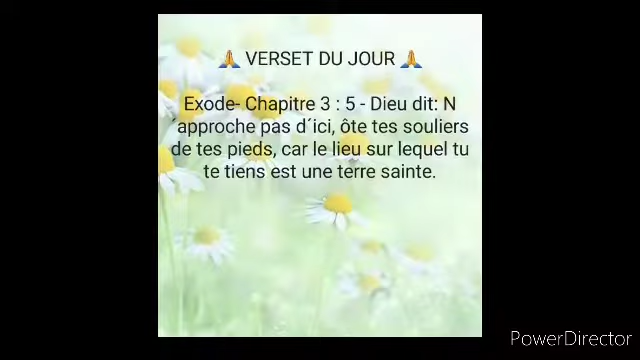 🙏 VERSET DU JOUR 🙏
Exode- Chapitre 3 : 5 - Dieu dit: N
approche pas d´ici, ôte tes souliers
de tes pieds, car le lieu sur lequel tu
te tiens est une terre sainte.
PowerDirector